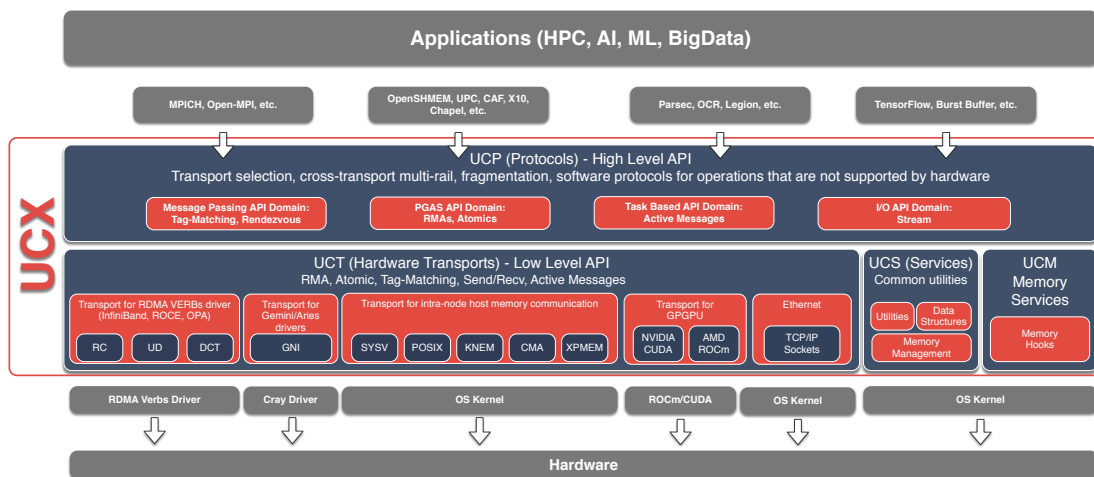 Applications (HPC, AI, ML, BigData)
MPICH, Open-MPI, etc.
OpenSHMEM, UPC, CAF, X10,
Chapel, etc.
Parsec, OCR, Legion, etc.
TensorFlow, Burst Buffer, etc.
UCX
UCP (Protocols) - High Level API
Transport selection, cross-transport multi-rail, fragmentation, software protocols for operations that are not supported by hardware
Message Passing API Domain:
Tag-Matching, Rendezvous
PGAS API Domain:
RMAs, Atomics
Task Based API Domain:
Active Messages
I/O API Domain:
Stream
UCT (Hardware Transports) - Low Level API
RMA, Atomic, Tag-Matching, Send/Recv, Active Messages
Transport for RDMA VERBs driver
(InfiniBand, ROCE, OPA)
RC
UD
DCT
Transport for
Gemini/Aries
drivers
GNI
Transport for intra-node host memory communication
SYSV
POSIX
KNEM
CMA
XPMEM
Transport for
GPGPU
NVIDIA
CUDA
AMD
ROCm
Ethernet
TCP/IP
Sockets
UCS (Services)
Common utilities
Utilities
Data
Structures
Memory
Management
UCM
Memory
Services
Memory
Hooks
RDMA Verbs Driver
Cray Driver
OS Kernel
ROCm/CUDA
OS Kernel
OS Kernel
Hardware